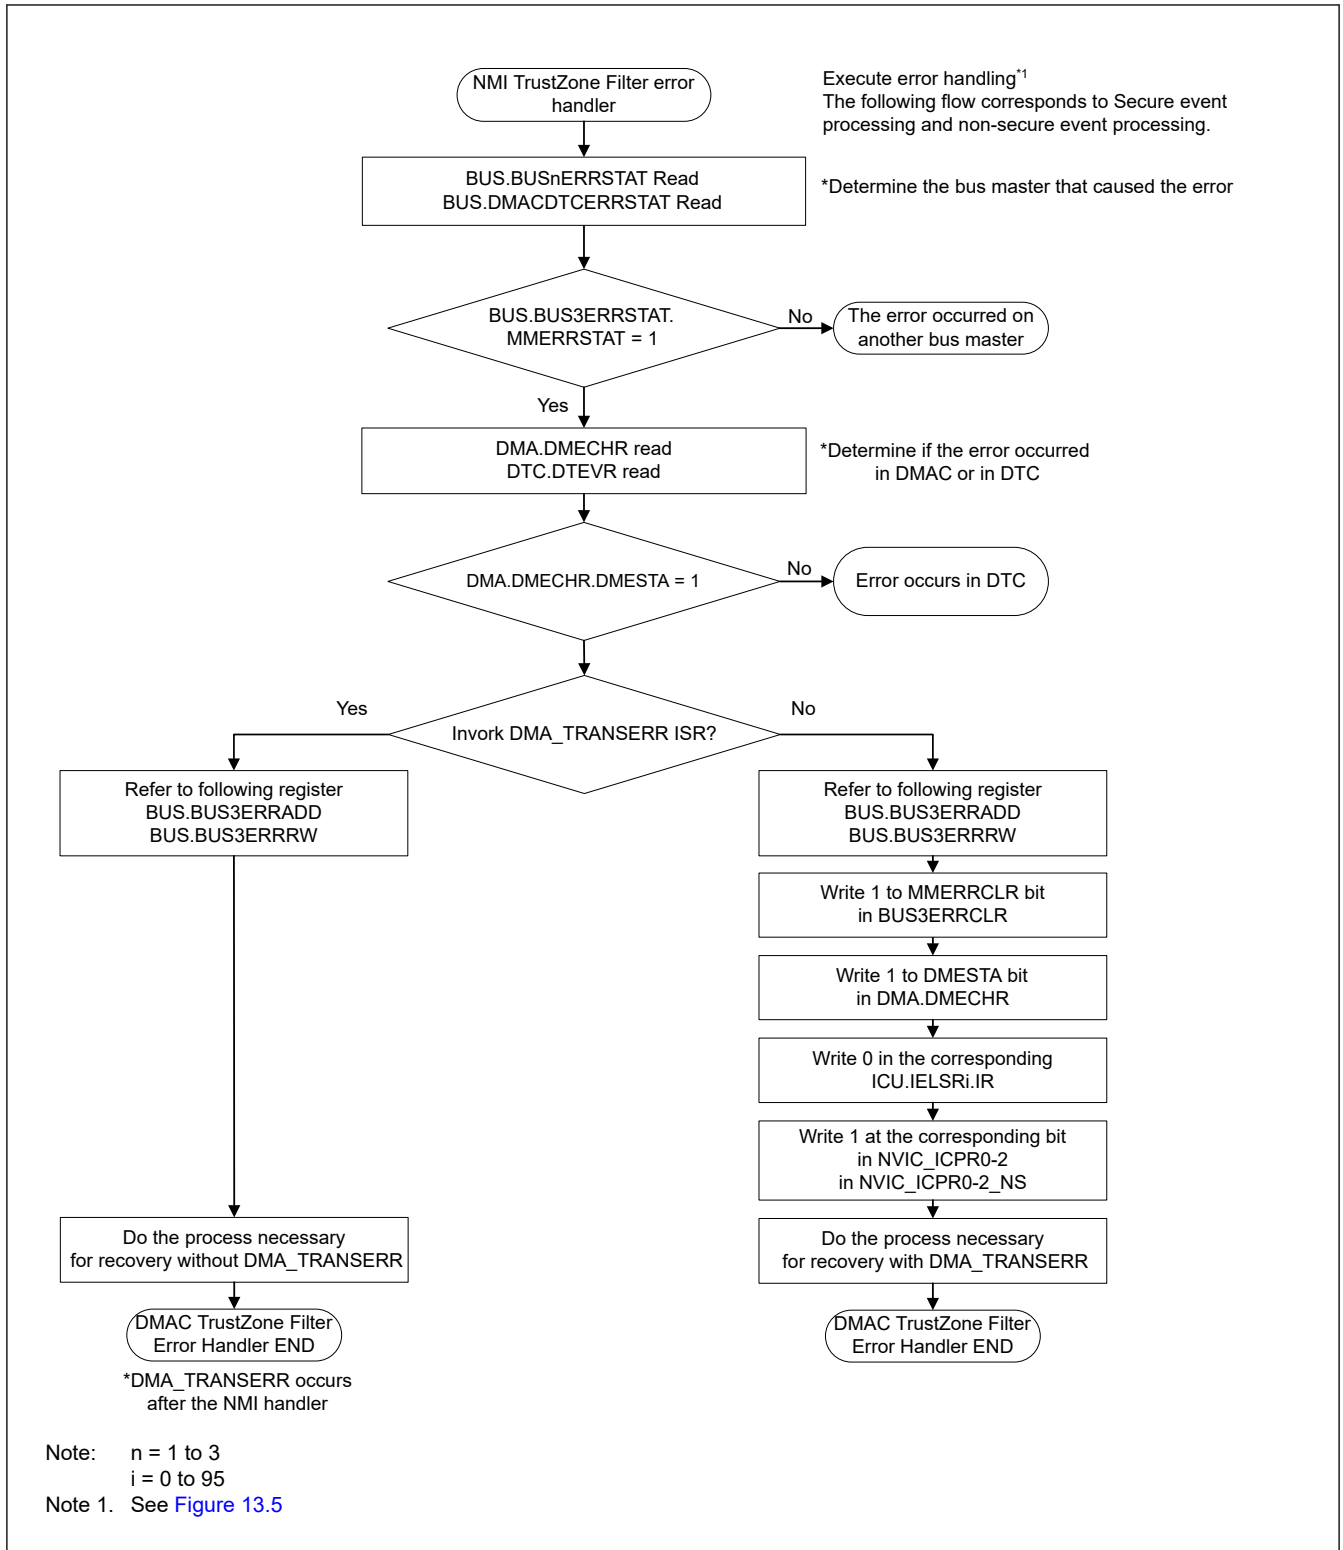 NMI TrustZone Filter error
handler
Execute error handling*1
The following flow corresponds to Secure event
processing and non-secure event processing.
BUS.BUSnERRSTAT Read
BUS.DMACDTCERRSTAT Read
*Determine the bus master that caused the error
BUS.BUS3ERRSTAT.
MMERRSTAT = 1
No
The error occurred on
another bus master
Yes
DMA.DMECHR read
DTC.DTEVR read
*Determine if the error occurred
in DMAC or in DTC
DMA.DMECHR.DMESTA = 1
No
Error occurs in DTC
Invork DMA_TRANSERR ISR?
Yes
No
Refer to following register
BUS.BUS3ERRADD
BUS.BUS3ERRRW
Do the process necessary
for recovery without DMA_TRANSERR
DMAC TrustZone Filter
Error Handler END
*DMA_TRANSERR occurs
after the NMI handler
Refer to following register
BUS.BUS3ERRADD
BUS.BUS3ERRRW
Write 1 to MMERRCLR bit
in BUS3ERRCLR
Write 1 to DMESTA bit
in DMA.DMECHR
Write 0 in the corresponding
ICU.IELSRi.IR
Write 1 at the corresponding bit
in NVIC_ICPR0-2
in NVIC_ICPR0-2_NS
Do the process necessary
for recovery with DMA_TRANSERR
DMAC TrustZone Filter
Error Handler END
Note: n = 1 to 3
i = 0 to 95
Note 1. See Figure 13.5